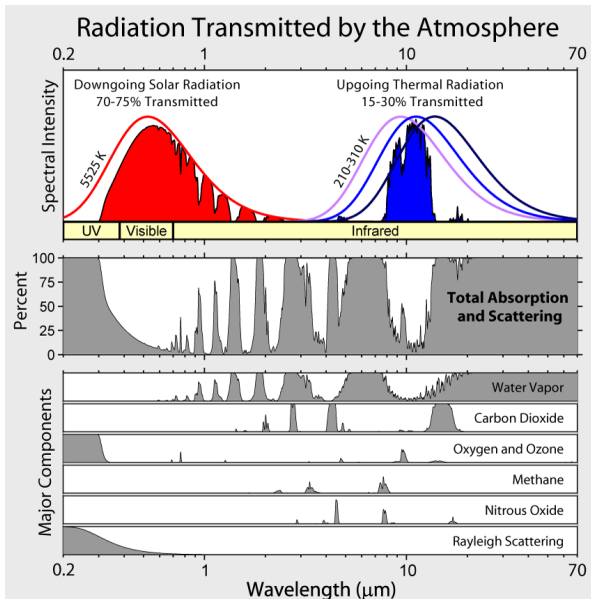 Radiation Transmitted by the Atmosphere
0.2 1 10 70
Downgoing Solar Radiation
70-75% Transmitted
Upgoing Thermal Radiation
15-30% Transmitted
Spectral Intensity
5525 K
210-310 K
UV Visible Infrared
Percent
100
75
50
25
0
Total Absorption
and Scattering
Major Components
Water Vapor
Carbon Dioxide
Oxygen and Ozone
Methane
Nitrous Oxide
Rayleigh Scattering
0.2 1 10 70
Wavelength (μm)